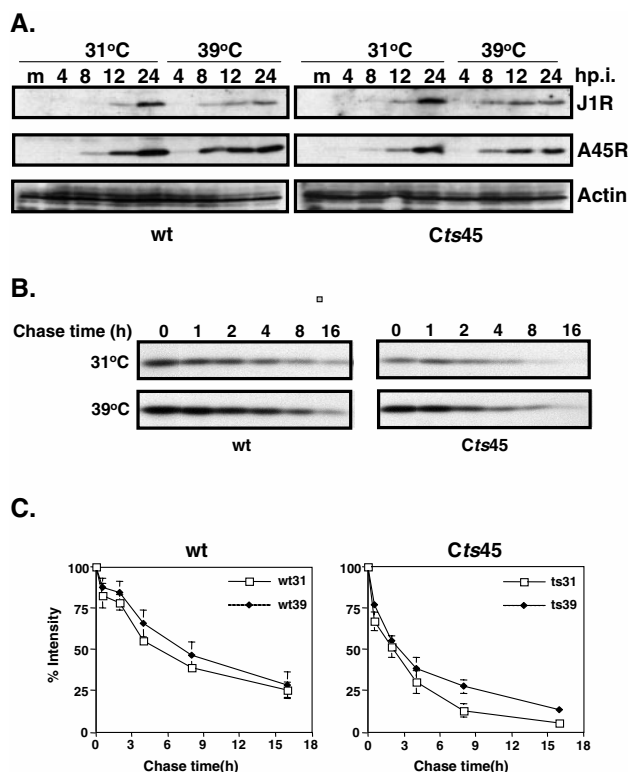 A.
31°C 39°C 31°C 39°C
m 4 8 12 24 4 8 12 24 m 4 8 12 24 4 8 12 24 hp.i.
J1R
A45R
Actin
wt Cts45
B.
Chase time (h) 0 1 2 4 8 16 0 1 2 4 8 16
31°C
39°C
wt Cts45
C.
wt Cts45
100 100
wt31 ts31
wt39 ts39
75 75
% Intensity
50 50
25 25
0 0
0 3 6 9 12 15 18 0 3 6 9 12 15 18
Chase time(h) Chase time(h)